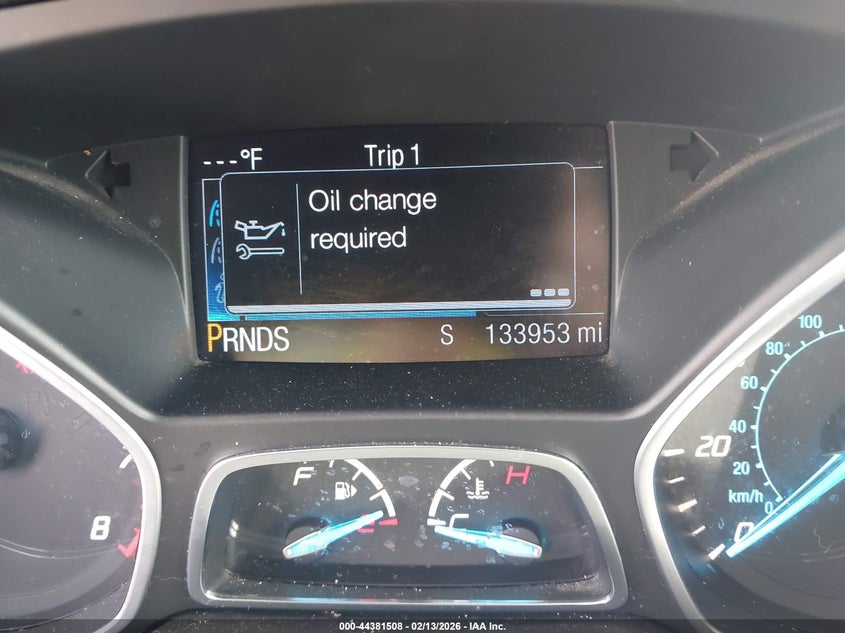 ---°F Trip 1
Oil change
required
PRNDS S 133953 mi
F E
C H
8
100
80
60
40
20
0
km/h
20
0
000-44381508 - 02/13/2026 - IAA Inc.